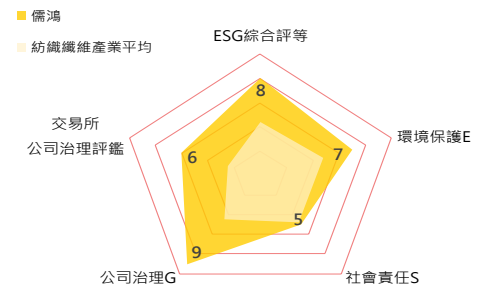 儒鴻
紡織纖維產業平均
ESG綜合評等
8
環境保護E
7
交易所
公司治理評鑑
6
5
9
公司治理G
社會責任S